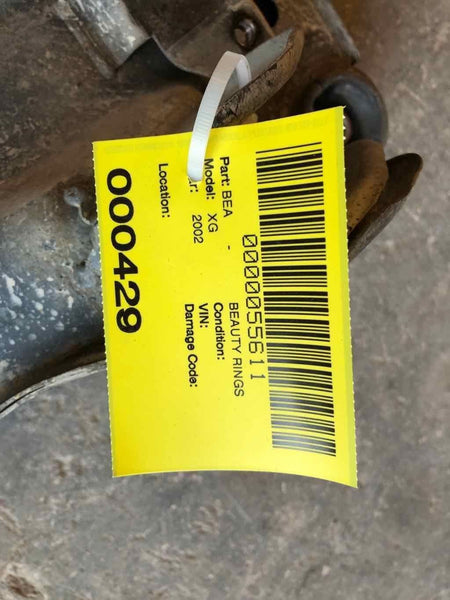 0000055611
Part: BEA - BEAUTY RINGS
Model: XG Condition:
r: 2002 VIN:
Damage Code:
Location:
000429